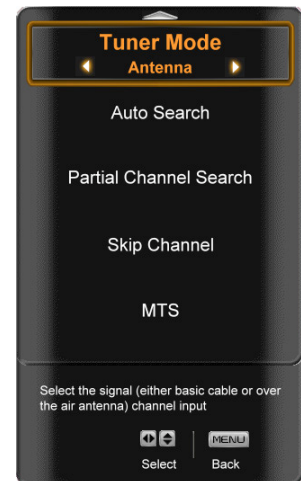 Tuner Mode
Antenna
Auto Search
Partial Channel Search
Skip Channel
MTS
Select the signal (either basic cable or over
the air antenna) channel input
MENU
Select Back